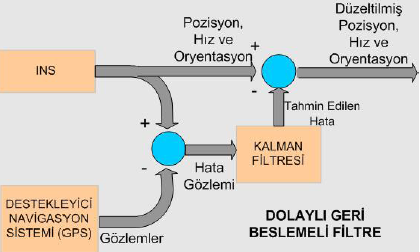 Pozisyon,
Hız ve
Oryentasyon
+
-
Düzeltilmiş
Pozisyon,
Hız ve
Oryentasyon
INS
Tahmin Edilen
Hata
+
-
Hata
Gözlemi
KALMAN
FİLTRESİ
DESTEKLEYİCİ
NAVİGASYON
SİSTEMİ (GPS)
Gözlemler
DOLAYLI GERİ
BESLEMELİ FİLTRE